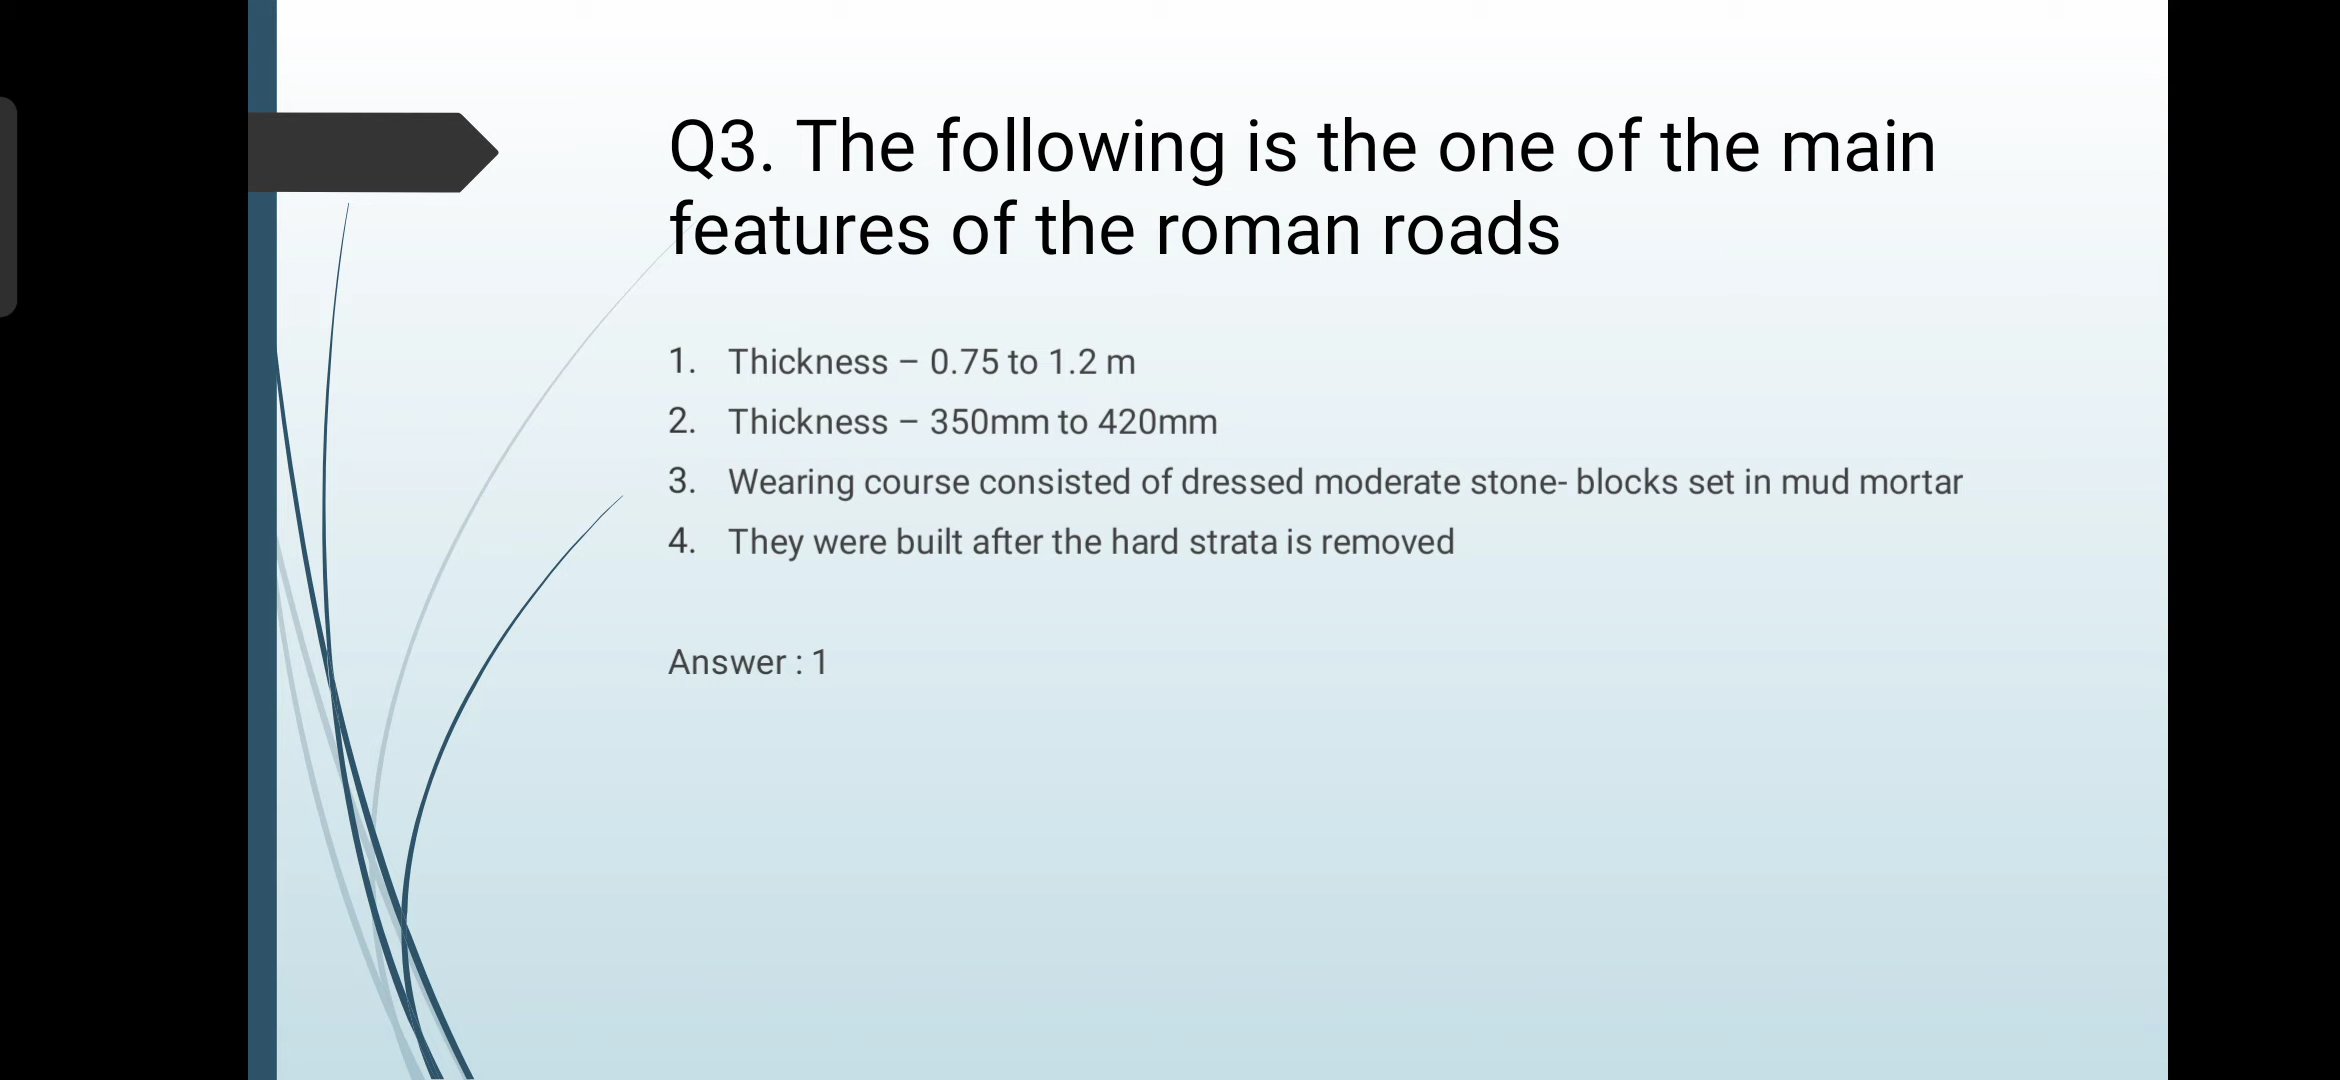 Q3. The following is the one of the main
features of the roman roads
1. Thickness – 0.75 to 1.2 m
2. Thickness – 350mm to 420mm
3. Wearing course consisted of dressed moderate stone- blocks set in mud mortar
4. They were built after the hard strata is removed
Answer : 1